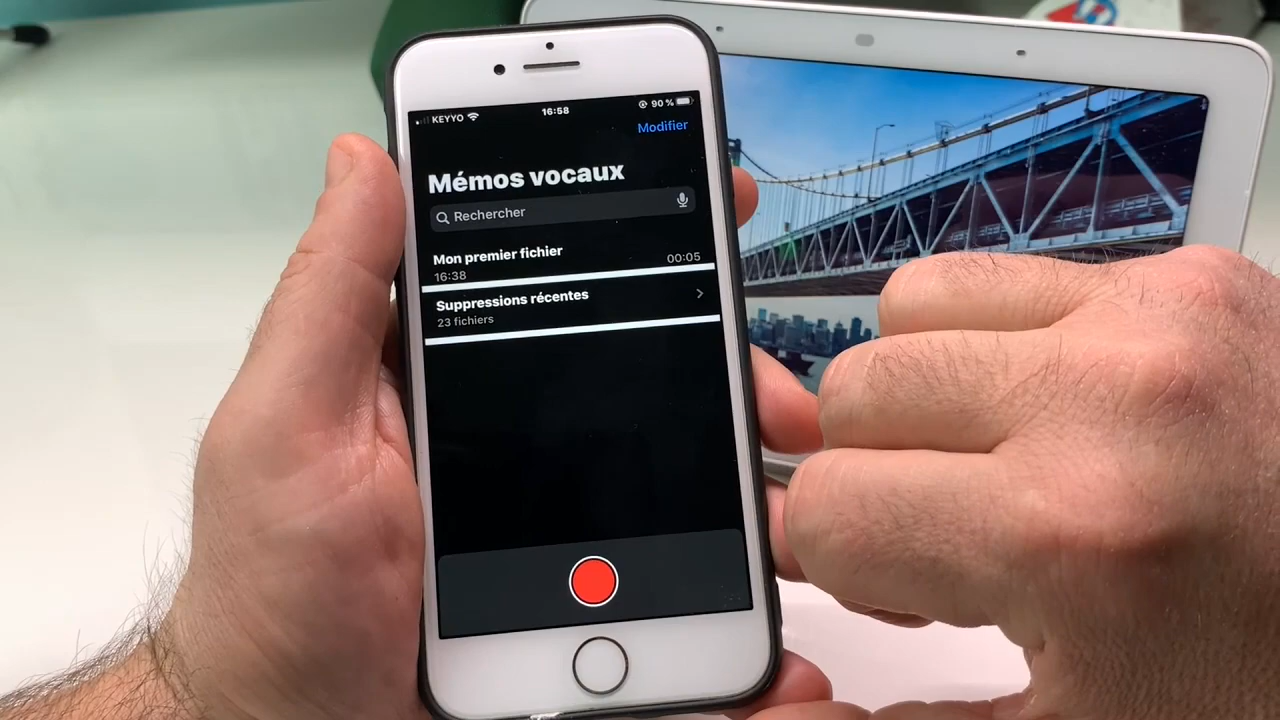 KEYYO 16:58 90 %
Modifier
Mémos vocaux
Rechercher
Mon premier fichier
16:38 00:05
Suppressions récentes
23 fichiers